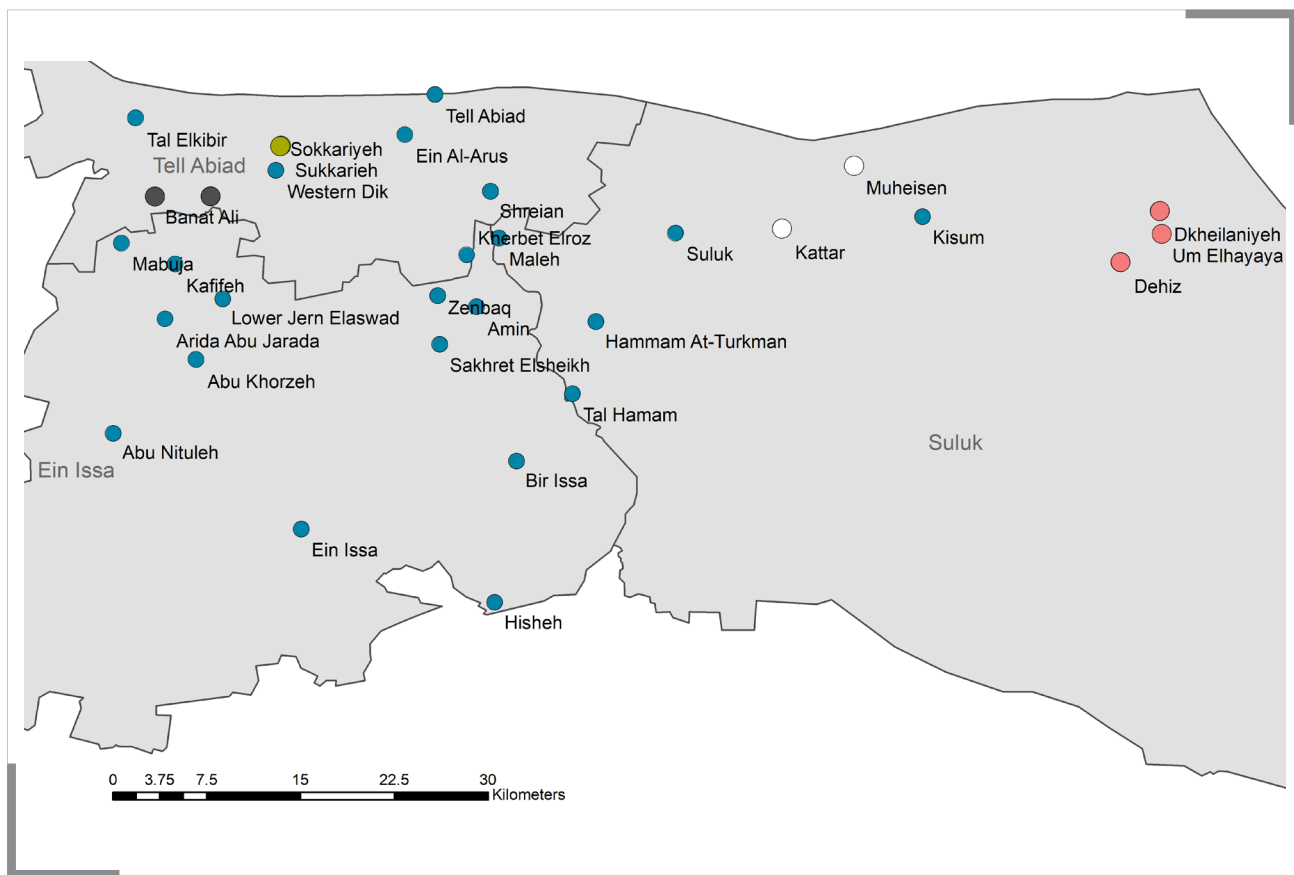 Tell Abiad
Tal Elkibir
Sokkariyeh
Ein Al-Arus
Tell Abiad
Sukkarieh
Western Dik
Muheisen
Banat Ali
Shreian
Kherbet Elroz
Maleh
Suluk
Kattar
Kisum
Dkheilaniyeh
Um Elhayaya
Mabuja
Kafifeh
Dehiz
Zenbaq
Lower Jern Elaswad
Amin
Arida Abu Jarada
Hammam At-Turkman
Sakhret Elsheikh
Abu Khorzeh
Tal Hamam
Suluk
Abu Nituleh
Ein Issa
Bir Issa
Ein Issa
Hisheh
0 3.75 7.5 15 22.5 30
Kilometers